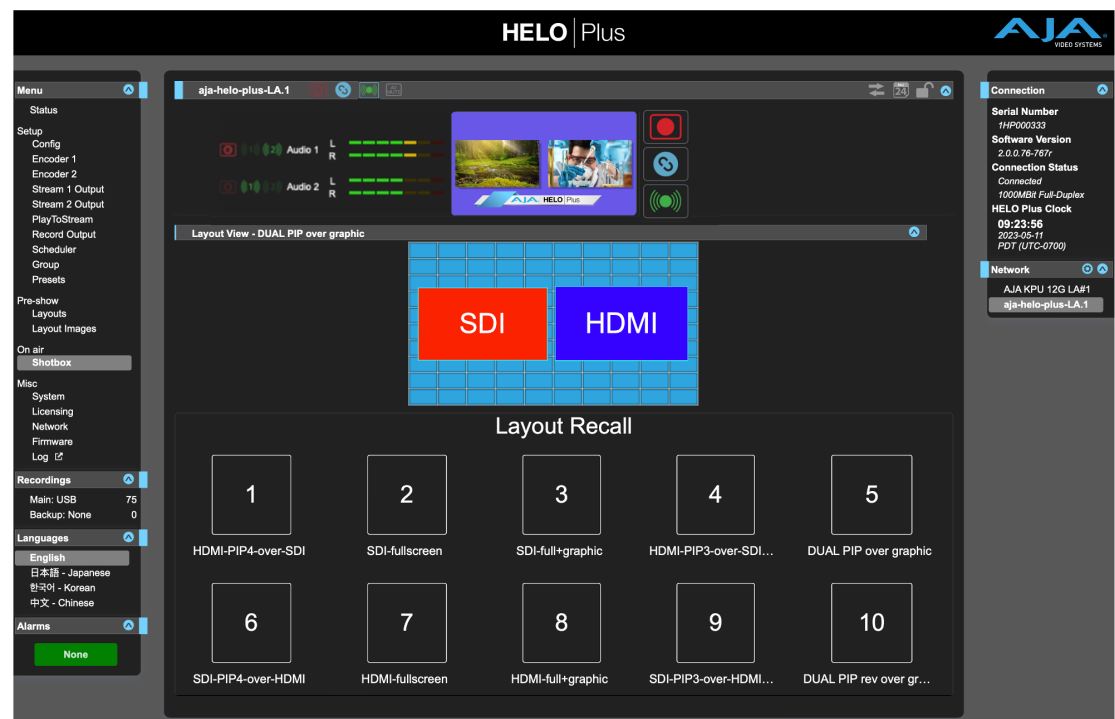 HELO Plus
AJA
VIDEO SYSTEMS
Menu
Status
Setup
Config
Encoder 1
Encoder 2
Stream 1 Output
Stream 2 Output
PlayToStream
Record Output
Scheduler
Group
Presets
Pre-show
Layouts
Layout Images
On air
Shotbox
Misc
System
Licensing
Network
Firmware
Log
Recordings
Main: USB 75
Backup: None 0
Languages
English
日本語 - Japanese
한국어 - Korean
中文 - Chinese
Alarms
None
aja-helo-plus-LA.1
24
1 2 Audio 1 L
R
1 2 Audio 2 L
R
AJA HELO Plus
Layout View - DUAL PIP over graphic
SDI HDMI
Layout Recall
1 2 3 4 5
HDMI-PIP4-over-SDI SDI-fullscreen SDI-full+graphic HDMI-PIP3-over-SDI... DUAL PIP over graphic
6 7 8 9 10
SDI-PIP4-over-HDMI HDMI-fullscreen HDMI-full+graphic SDI-PIP3-over-HDMI... DUAL PIP rev over gr...
Connection
Serial Number
1HP000333
Software Version
2.0.0.76-767r
Connection Status
Connected
1000MBit Full-Duplex
HELO Plus Clock
09:23:56
2023-05-11
PDT (UTC-0700)
Network
AJA KPU 12G LA#1
aja-helo-plus-LA.1